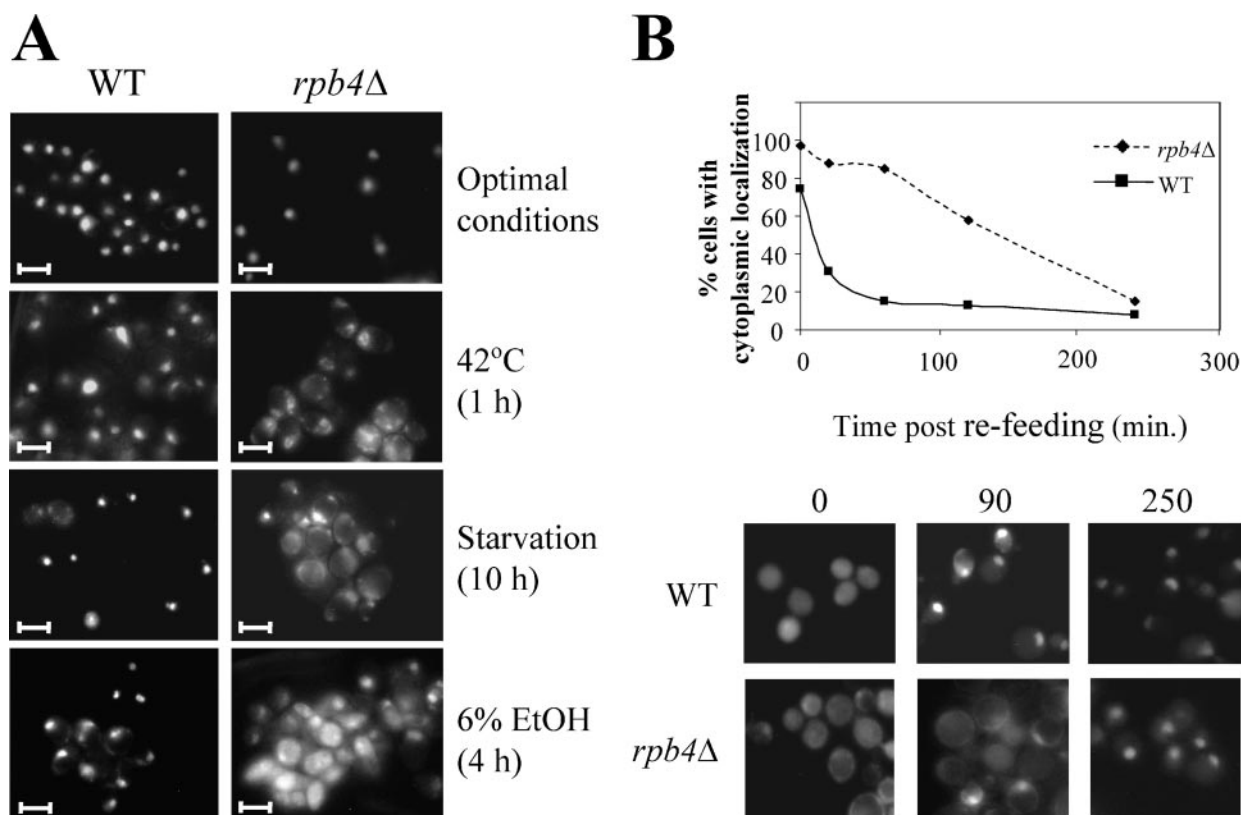 A
WT
rpb4Δ
Optimal
conditions
42°C
(1 h)
Starvation
(10 h)
6% EtOH
(4 h)
B
% cells with
cytoplasmic localization
100
80
60
40
20
0
rpb4Δ
WT
0
100
200
300
Time post re-feeding (min.)
0
90
250
WT
rpb4Δ